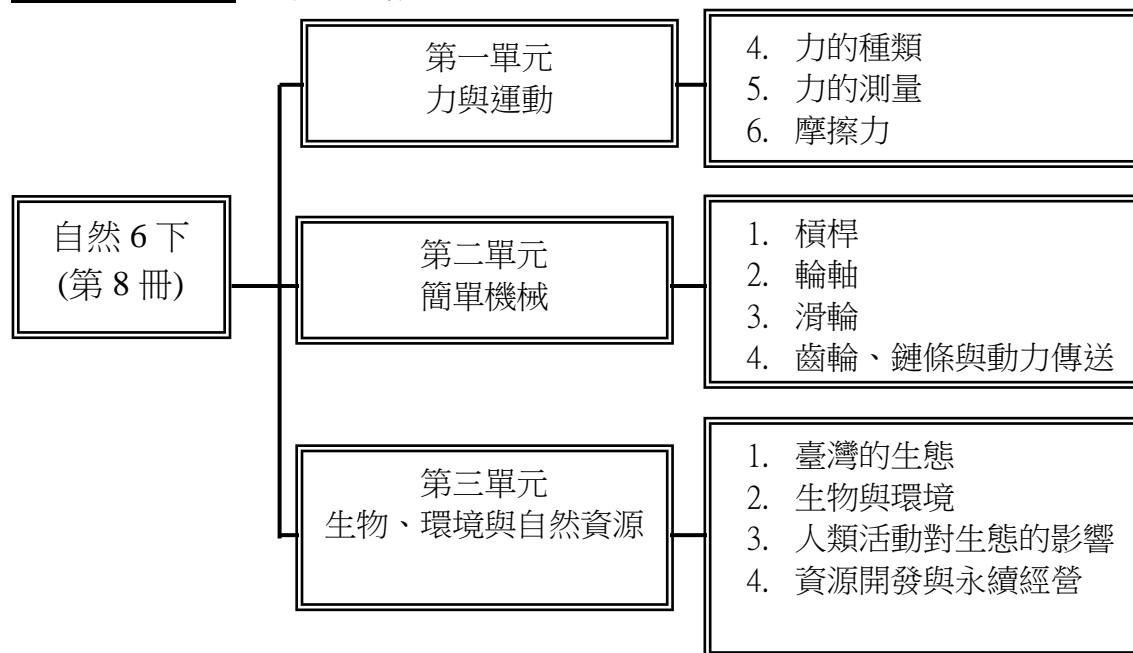 自然 6 下
(第 8 冊)
第一單元
力與運動
4. 力的種類
5. 力的測量
6. 摩擦力
第二單元
簡單機械
1. 槓桿
2. 輪軸
3. 滑輪
4. 齒輪、鏈條與動力傳送
第三單元
生物、環境與自然資源
1. 臺灣的生態
2. 生物與環境
3. 人類活動對生態的影響
4. 資源開發與永續經營